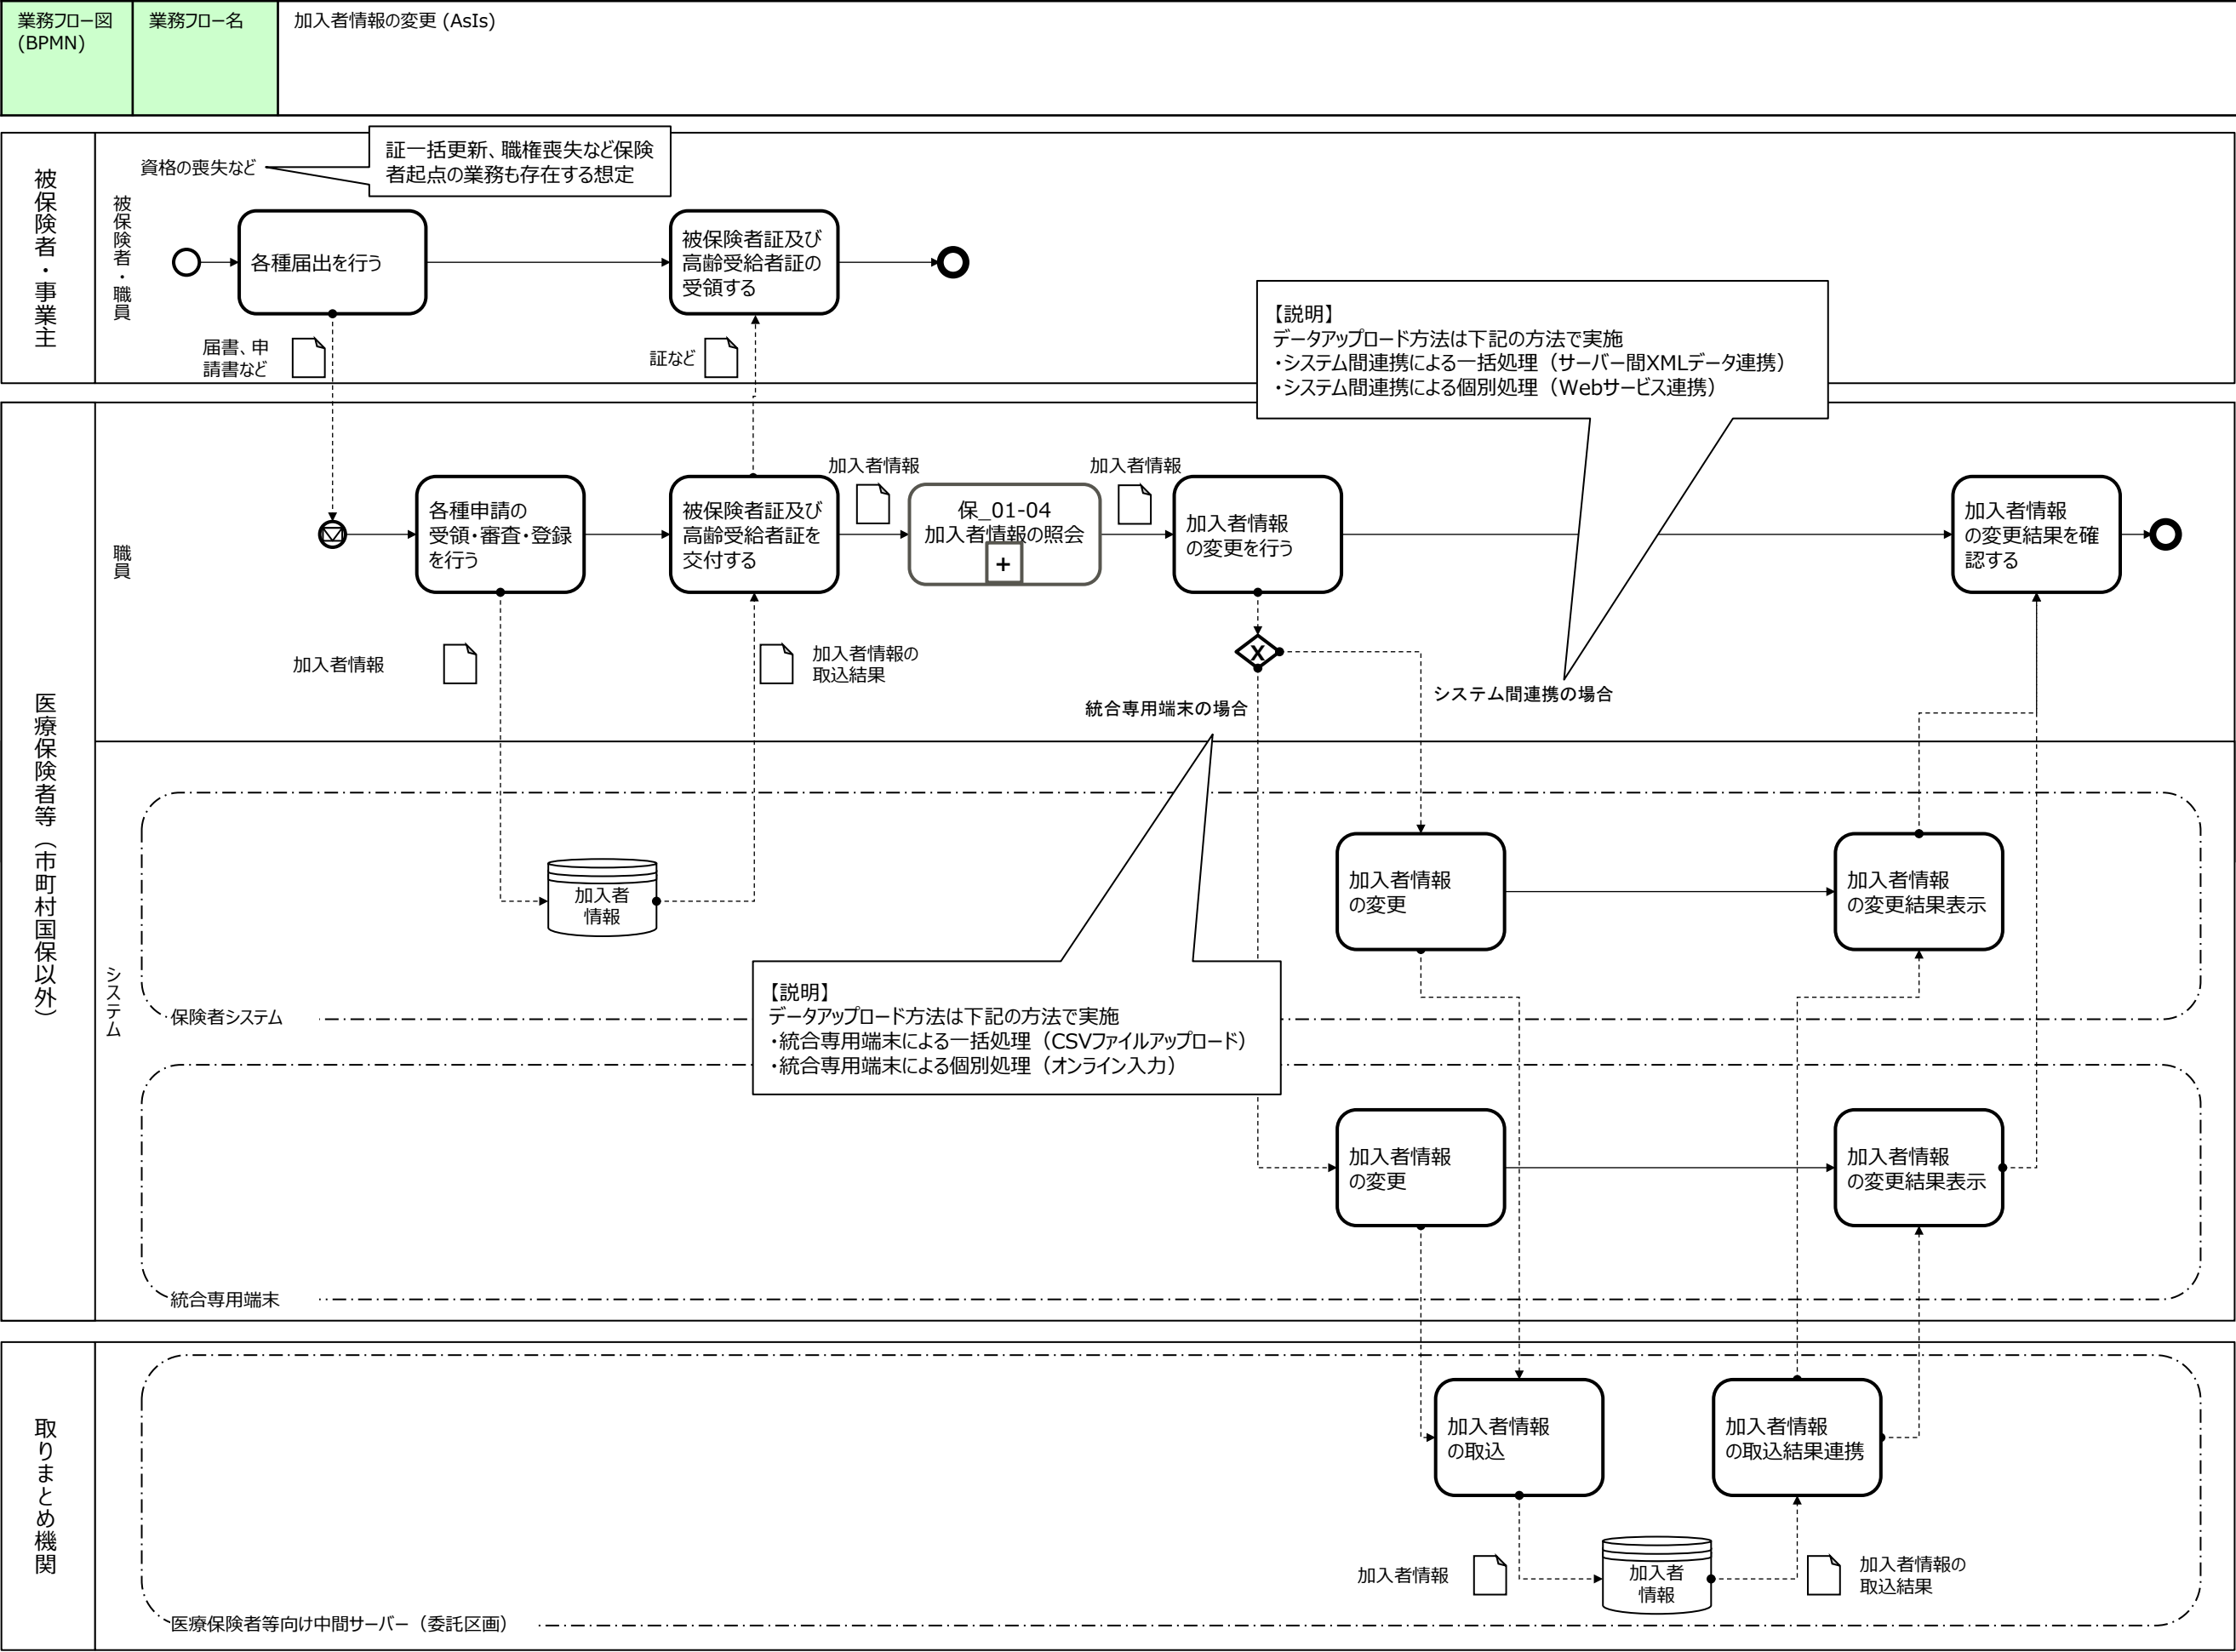 業務フロー図
(BPMN)
業務フロー名
加入者情報の変更 (AsIs)
被保険者・事業主
被保険者・職員
資格の喪失など
証一括更新、職権喪失など保険
者起点の業務も存在する想定
各種届出を行う
被保険者証及び
高齢受給者証の
受領する
届書、申
請書など
証など
【説明】
データアップロード方法は下記の方法で実施
・システム間連携による一括処理（サーバー間XMLデータ連携）
・システム間連携による個別処理（Webサービス連携）
医療保険者等（市町村国保以外）
職員
各種申請の
受領・審査・登録
を行う
被保険者証及び
高齢受給者証を
交付する
加入者情報
保_01-04
加入者情報の照会
+
加入者情報
加入者情報
の変更を行う
加入者情報
の変更結果を確
認する
加入者情報
加入者情報の
取込結果
X
統合専用端末の場合
システム間連携の場合
システム
加入者
情報
加入者情報
の変更
加入者情報
の変更結果表示
保険者システム
【説明】
データアップロード方法は下記の方法で実施
・統合専用端末による一括処理（CSVファイルアップロード）
・統合専用端末による個別処理（オンライン入力）
加入者情報
の変更
加入者情報
の変更結果表示
統合専用端末
取りまとめ機関
加入者情報
の取込
加入者情報
の取込結果連携
加入者情報
加入者
情報
加入者情報の
取込結果
医療保険者等向け中間サーバー（委託区画）